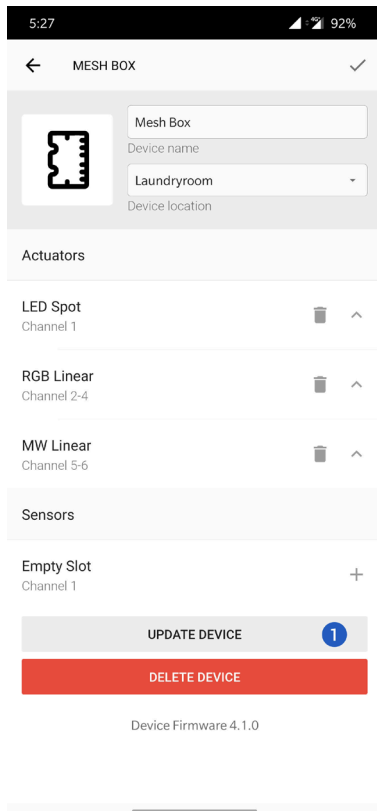 5:27
4G 92%
MESH BOX
Mesh Box
Device name
Laundryroom
Device location
Actuators
LED Spot
Channel 1
RGB Linear
Channel 2-4
MW Linear
Channel 5-6
Sensors
Empty Slot
Channel 1
UPDATE DEVICE 1
DELETE DEVICE
Device Firmware 4.1.0